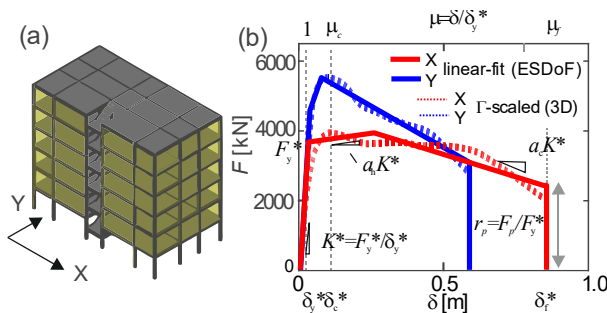 (a)
Y
X
(b)
1 μc μ=δ/δy* μf
6000
4000
2000
0
F [kN]
Fy*
X linear-fit (ESDoF)
Y
X Γ-scaled (3D)
Y
ahK*
acK*
K*=Fy*/δy*
rp=Fp/Fy*
0 0.5 1.0
δy* δc* δ [m] δf*